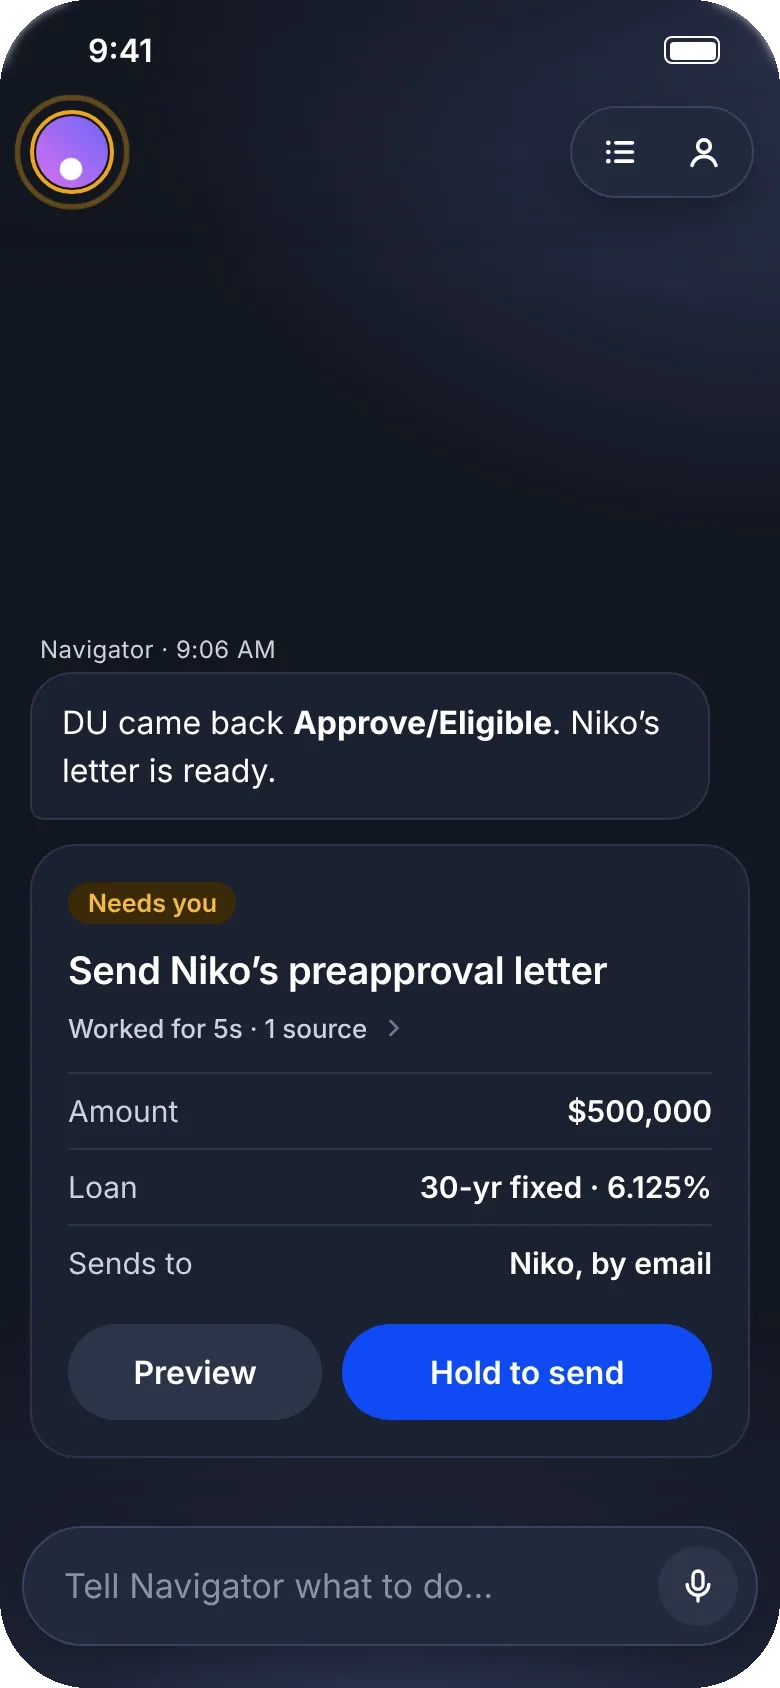 9:41
Navigator · 9:06 AM
DU came back Approve/Eligible. Niko’s
letter is ready.
Needs you
Send Niko’s preapproval letter
Worked for 5s · 1 source
Amount $500,000
Loan 30-yr fixed · 6.125%
Sends to Niko, by email
Preview Hold to send
Tell Navigator what to do...